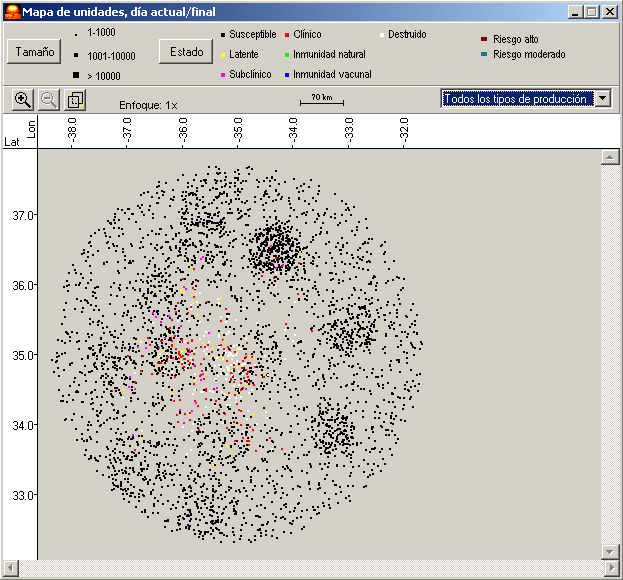 Mapa de unidades, día actual/final
Tamaño
1-1000
1001-10000
> 10000
Estado
Susceptible
Clínico
Destruido
Latente
Inmunidad natural
Subclínico
Inmunidad vacunal
Riesgo alto
Riesgo moderado
Enfoque: 1x
70 km
Todos los tipos de producción
Lon
Lat
-38.0
-37.0
-36.0
-35.0
-34.0
-33.0
-32.0
37.0
36.0
35.0
34.0
33.0